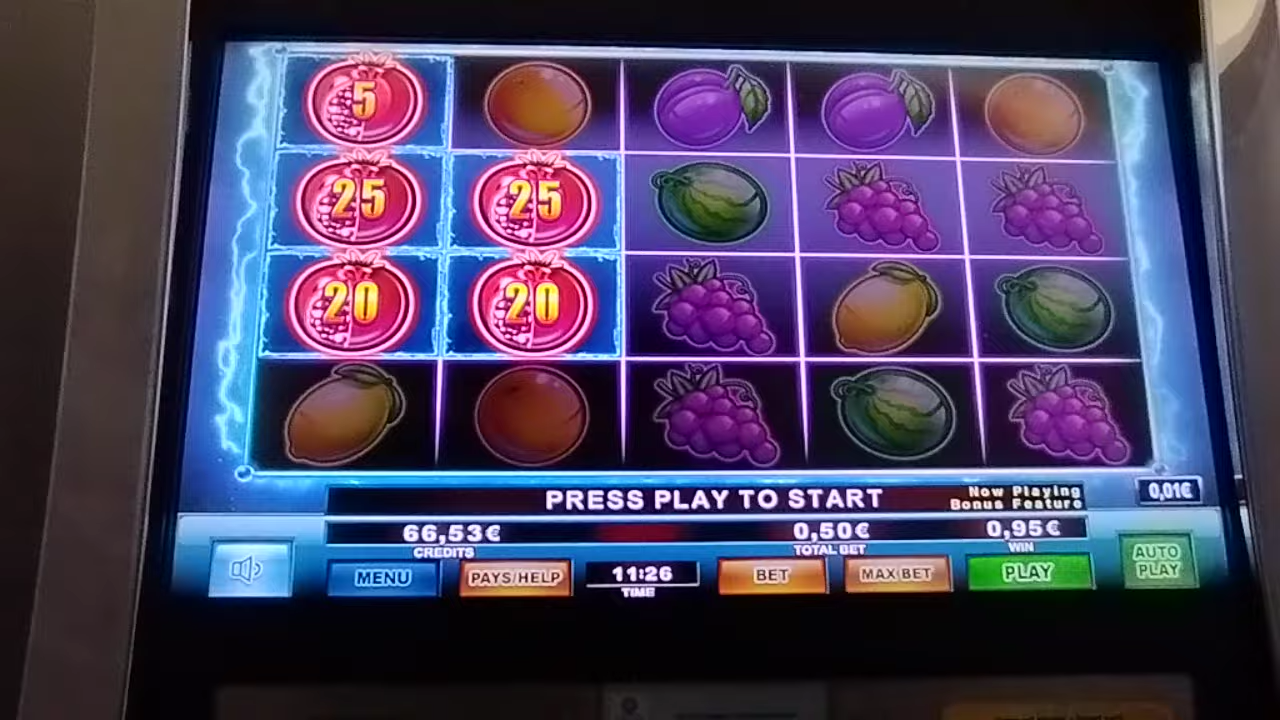 5
25 25
20 20
PRESS PLAY TO START
Now Playing
Bonus Feature
0,01€
66,53€
CREDITS
0,50€
TOTAL BET
0,95€
WIN
MENU
PAYS/HELP
11:26
TIME
BET
MAX BET
PLAY
AUTO
PLAY